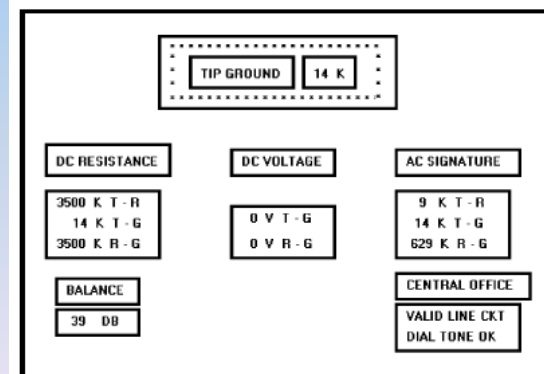 TIP GROUND 14 K
DC RESISTANCE
3500 K T-R
14 K T-G
3500 K R-G
BALANCE
39 DB
DC VOLTAGE
0 V T-G
0 V R-G
AC SIGNATURE
9 K T-R
14 K T-G
629 K R-G
CENTRAL OFFICE
VALID LINE CKT
DIAL TONE OK